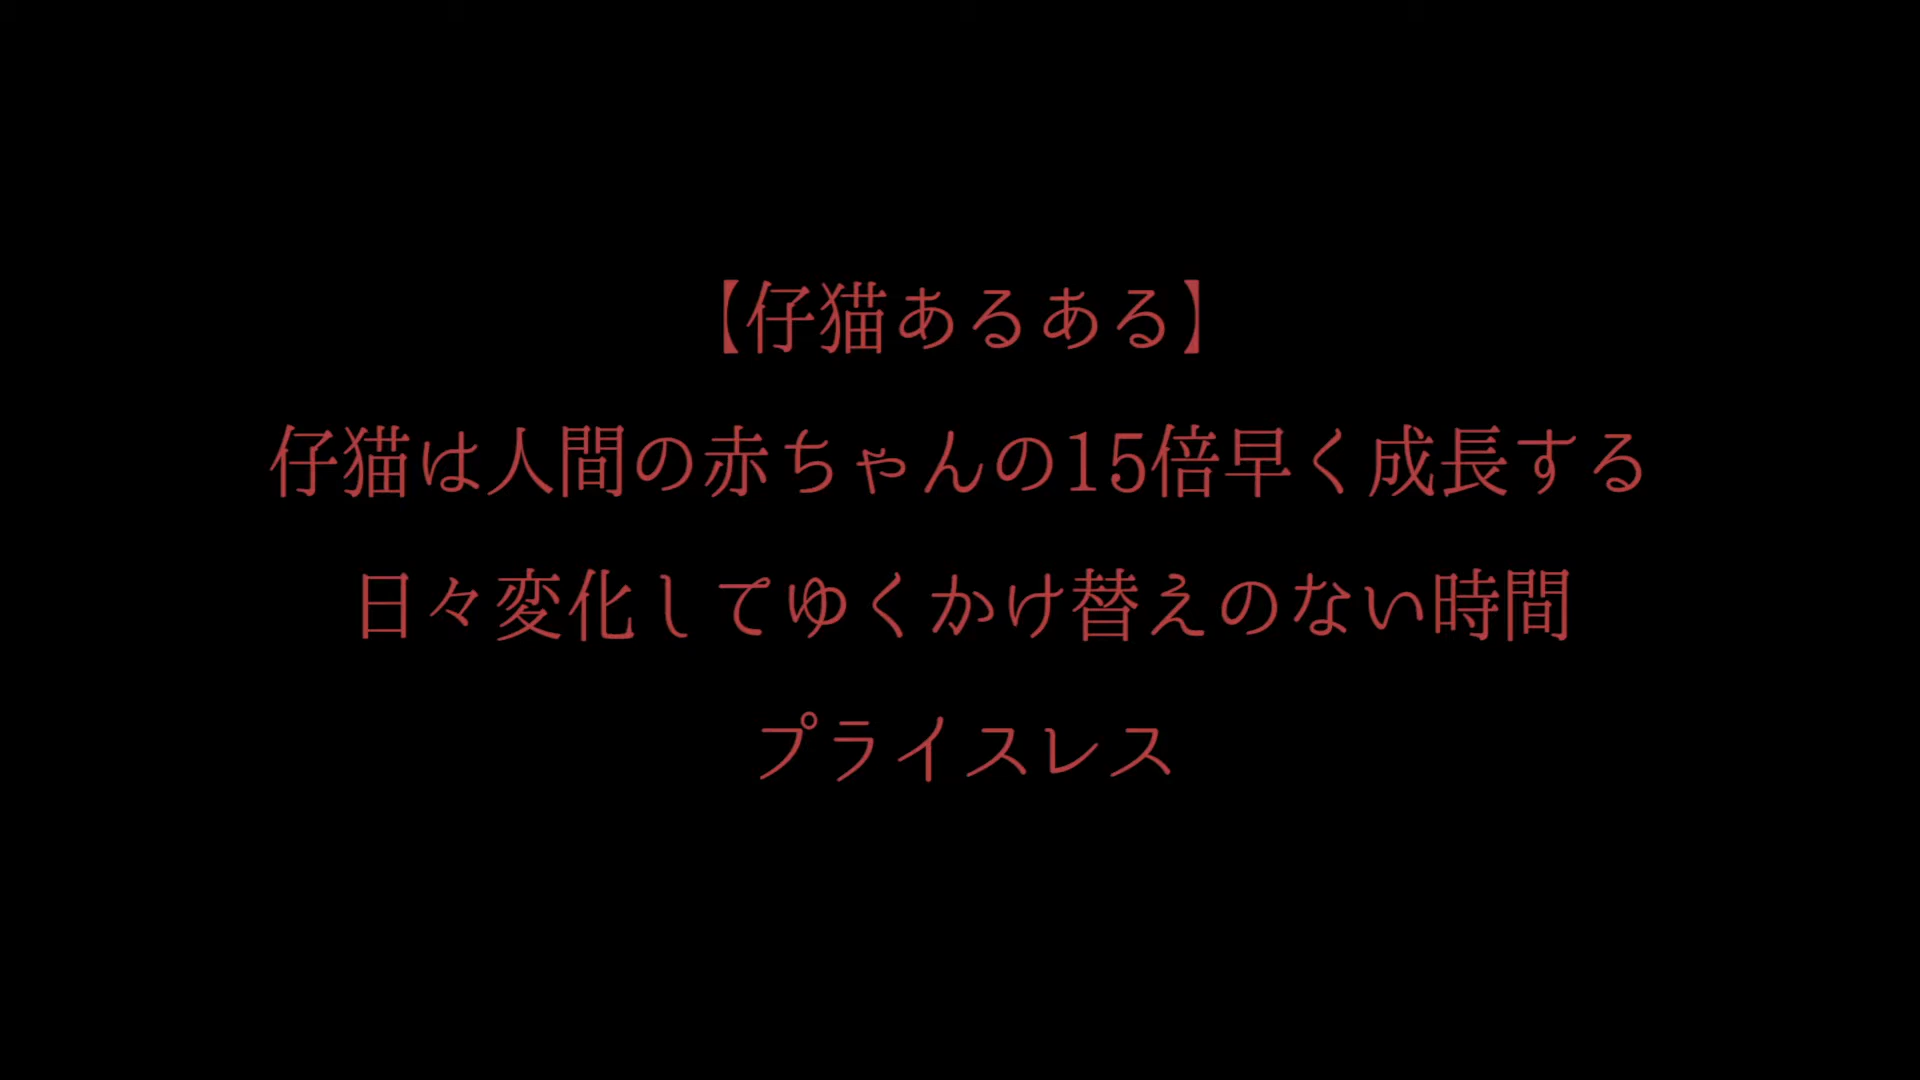 【仔猫あるある】
仔猫は人間の赤ちゃんの15倍早く成長する
日々変化してゆくかけ替えのない時間
プライスレス